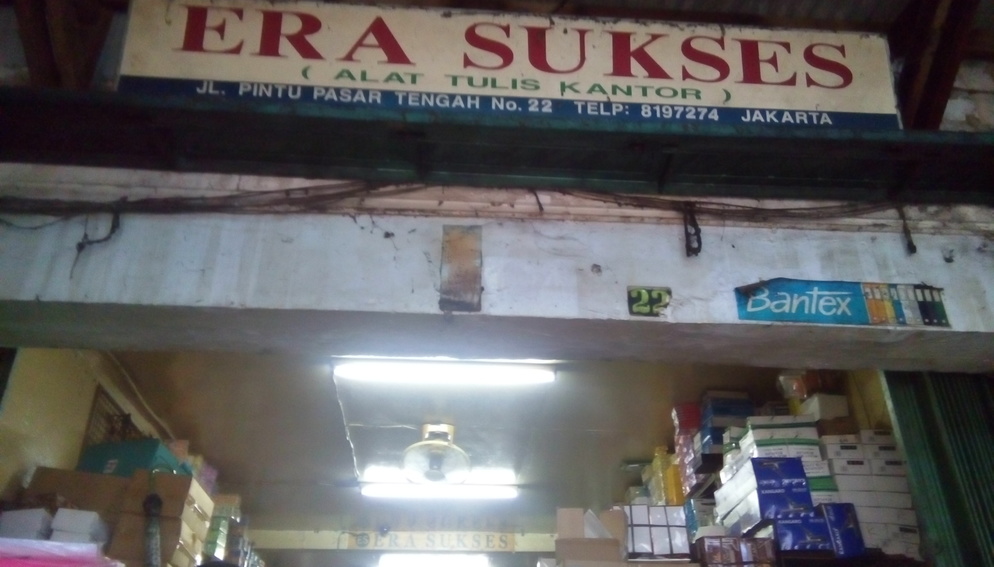 ERA SUKSES
( ALAT TULIS KANTOR )
JL. PINTU PASAR TENGAH No. 22 TELP: 8197274 JAKARTA
22
Bantex
ERA SUKSES